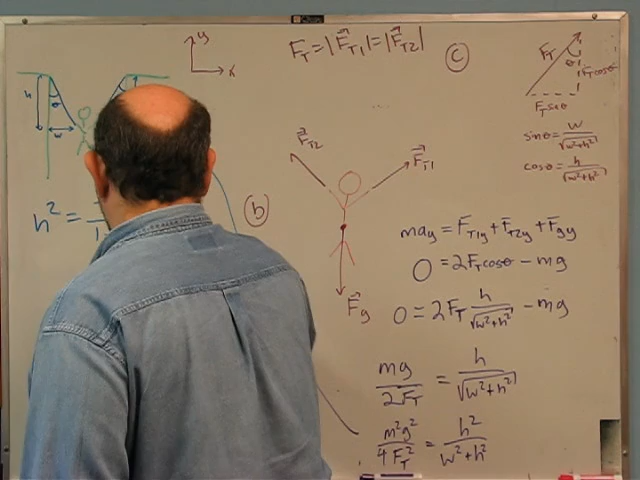 y
x
F_T = |F⃗_T1| = |F⃗_T2|
c
F_T
θ
F_T cosθ
F_T sinθ
sinθ = w/√(w²+h²)
cosθ = h/√(w²+h²)
h
θ
w
F⃗_T2
F⃗_T1
F⃗_g
b
h² =
ma_y = F_T1y + F_T2y + F_gy
0 = 2F_T cosθ - mg
0 = 2F_T h/√(w²+h²) - mg
mg/2F_T = h/√(w²+h²)
m²g²/4F_T² = h²/w²+h²